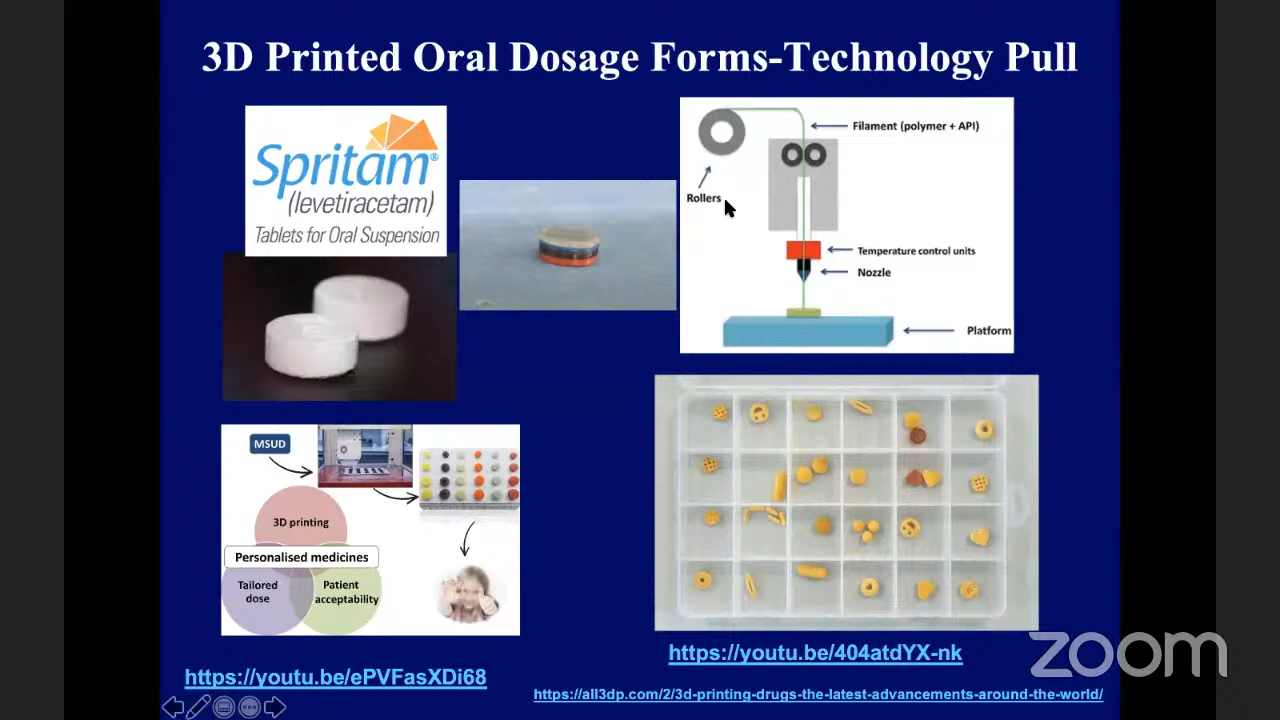 3D Printed Oral Dosage Forms-Technology Pull
Spritam®
(levetiracetam)
Tablets for Oral Suspension
Filament (polymer + API)
Rollers
Temperature control units
Nozzle
Platform
MSUD
3D printing
Personalised medicines
Tailored
dose
Patient
acceptability
https://youtu.be/404atdYX-nk
https://youtu.be/ePVFasXDi68
https://all3dp.com/2/3d-printing-drugs-the-latest-advancements-around-the-world/
zoom